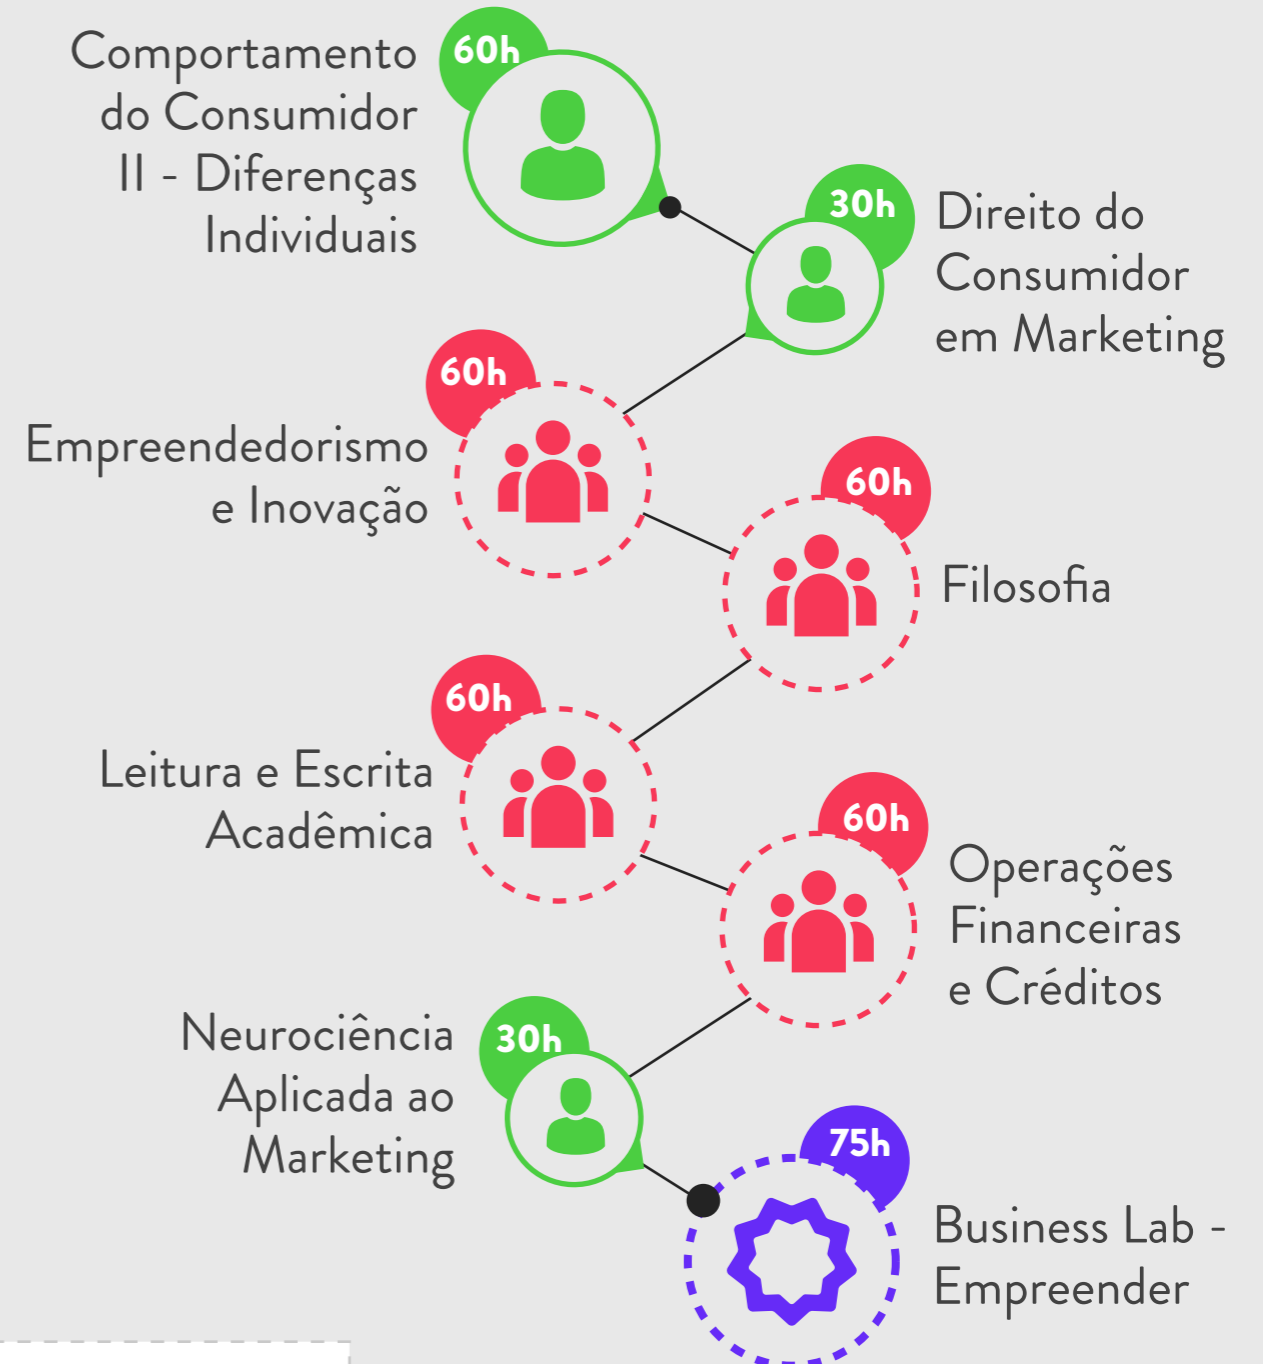 60h
Comportamento
do Consumidor
II - Diferenças
Individuais
30h
Direito do
Consumidor
em Marketing
60h
Empreendedorismo
e Inovação
60h
Filosofia
60h
Leitura e Escrita
Acadêmica
60h
Operações
Financeiras
e Créditos
30h
Neurociência
Aplicada ao
Marketing
75h
Business Lab -
Empreender